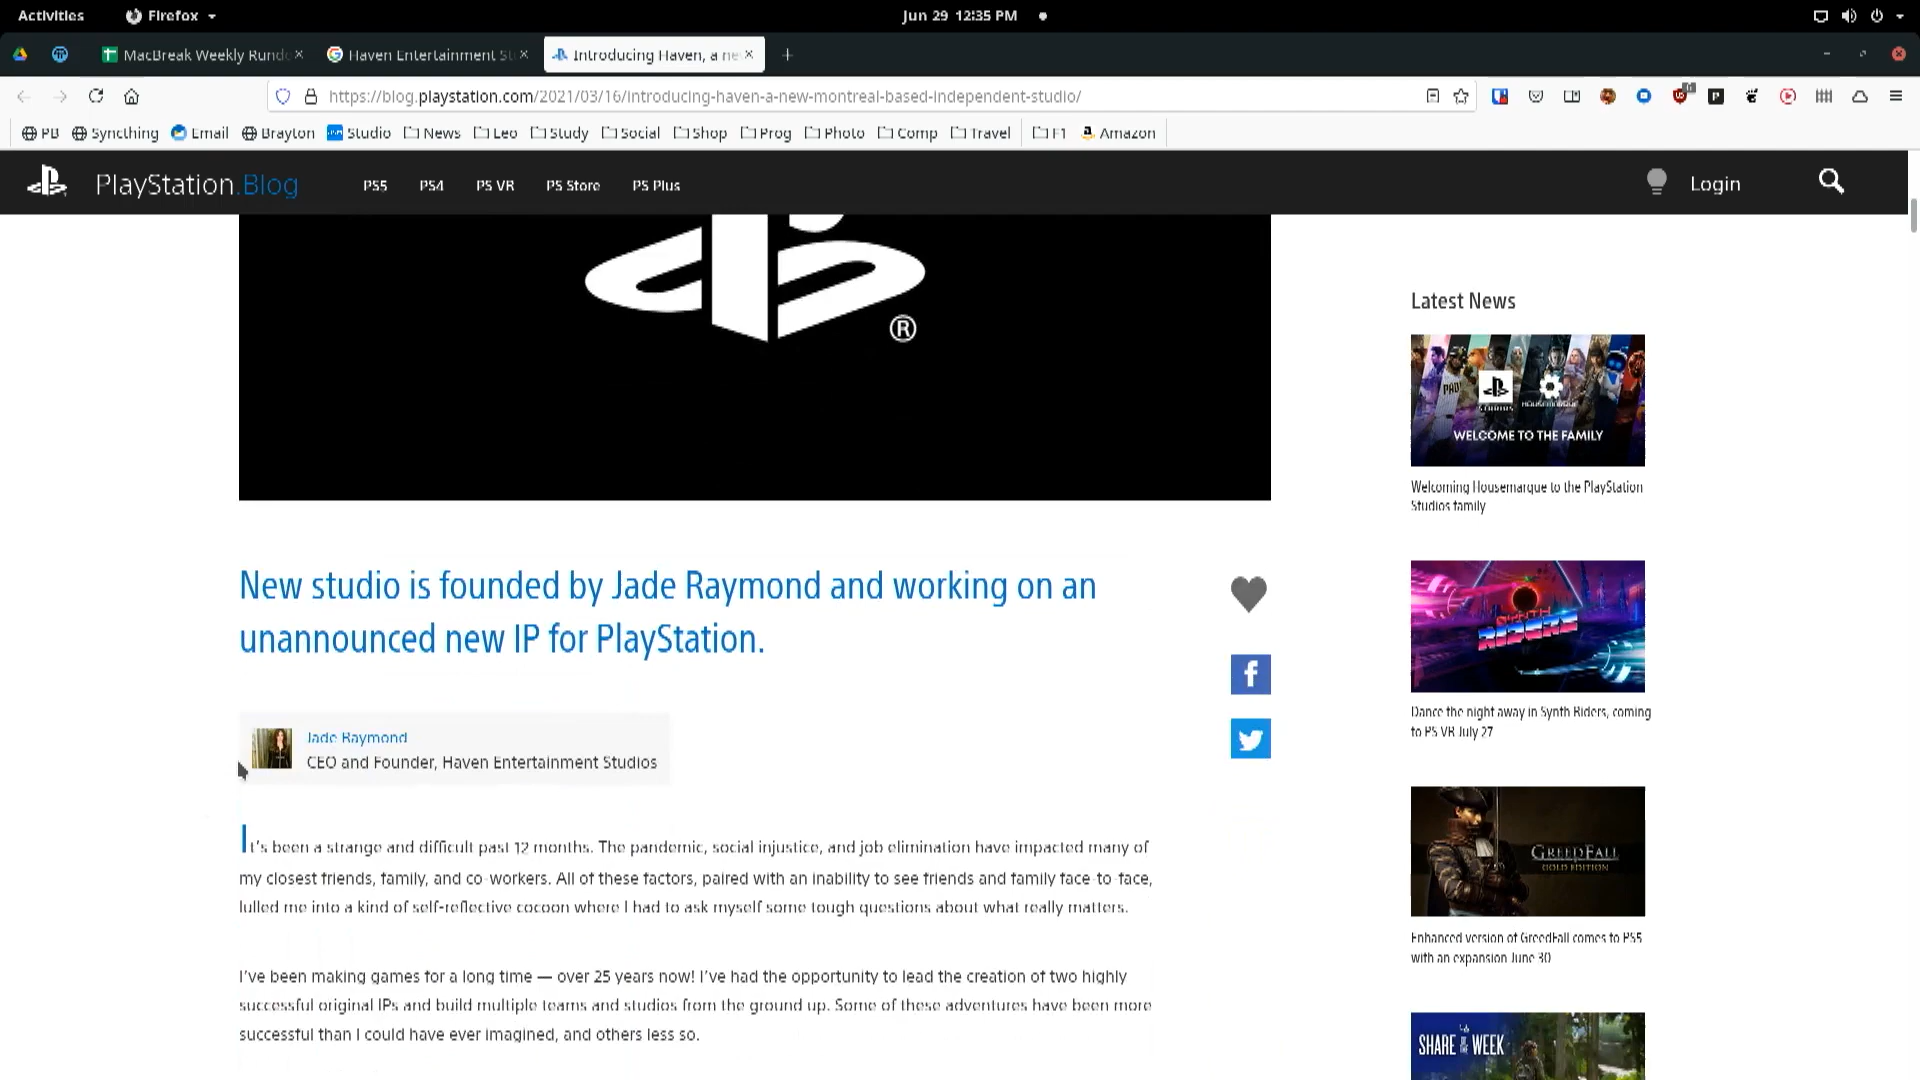 Activities
Firefox
Jun 29 12:35 PM
MacBreak Weekly Rund
Haven Entertainment St
Introducing Haven, a ne
https://blog.playstation.com/2021/03/16/introducing-haven-a-new-montreal-based-independent-studio/
PB
Syncthing
Email
Brayton
Studio
News
Leo
Study
Social
Shop
Prog
Photo
Comp
Travel
F1
Amazon
PlayStation.Blog
PS5
PS4
PS VR
PS Store
PS Plus
Login
®
New studio is founded by Jade Raymond and working on an
unannounced new IP for PlayStation.
Jade Raymond
CEO and Founder, Haven Entertainment Studios
It's been a strange and difficult past 12 months. The pandemic, social injustice, and job elimination have impacted many of
my closest friends, family, and co-workers. All of these factors, paired with an inability to see friends and family face-to-face,
lulled me into a kind of self-reflective cocoon where I had to ask myself some tough questions about what really matters.
I've been making games for a long time — over 25 years now! I've had the opportunity to lead the creation of two highly
successful original IPs and build multiple teams and studios from the ground up. Some of these adventures have been more
successful than I could have ever imagined, and others less so.
Latest News
STUDIOS
HOUSEMARQUE
WELCOME TO THE FAMILY
Welcoming Housemarque to the PlayStation
Studios family
SYNTH
RIDERS
Dance the night away in Synth Riders, coming
to PS VR July 27
GREEDFALL
GOLD EDITION
Enhanced version of GreedFall comes to PS5
with an expansion June 30
SHARE OF THE WEEK